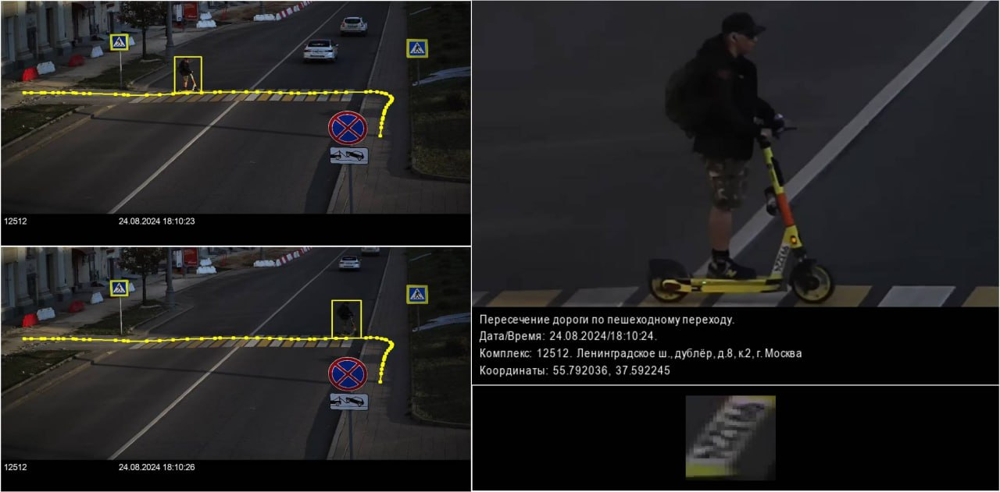 12512 24.08.2024 18:10:23
12512 24.08.2024 18:10:26
Пересечение дороги по пешеходному переходу.
Дата/Время: 24.08.2024/18:10:24.
Комплекс: 12512. Ленинградское ш., дублёр, д.8, к.2, г. Москва
Координаты: 55.792036, 37.592245